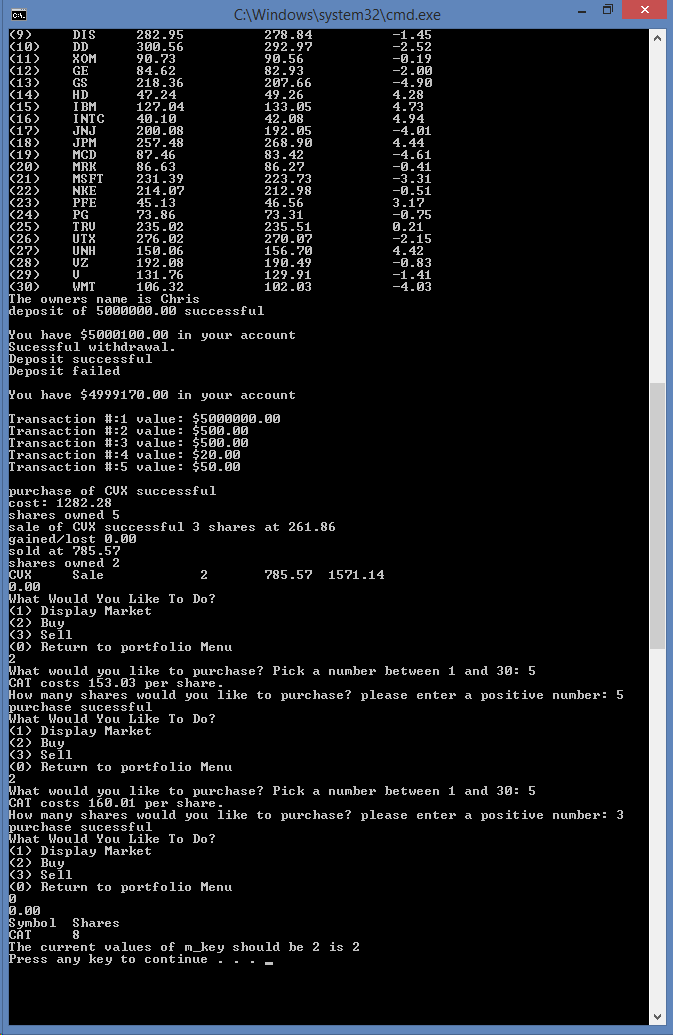 C:\Windows\system32\cmd.exe
(9) DIS 282.95 278.84 -1.45
(10) DD 300.56 292.97 -2.52
(11) XOM 90.73 90.56 -0.19
(12) GE 84.62 82.93 -2.00
(13) GS 218.36 207.66 -4.90
(14) HD 47.24 49.26 4.28
(15) IBM 127.04 133.05 4.73
(16) INTC 40.10 42.08 4.94
(17) JNJ 200.08 192.05 -4.01
(18) JPM 257.48 268.90 4.44
(19) MCD 87.46 83.42 -4.61
(20) MRK 86.63 86.27 -0.41
(21) MSFT 231.39 223.73 -3.31
(22) NKE 214.07 212.98 -0.51
(23) PFE 45.13 46.56 3.17
(24) PG 73.86 73.31 -0.75
(25) TRV 235.02 235.51 0.21
(26) UTX 276.02 270.07 -2.15
(27) UNH 150.06 156.70 4.42
(28) VZ 192.08 190.49 -0.83
(29) V 131.76 129.91 -1.41
(30) WMT 106.32 102.03 -4.03
The owners name is Chris
deposit of 5000000.00 successful
You have $5000100.00 in your account
Sucessful withdrawal.
Deposit successful
Deposit failed
You have $4999170.00 in your account
Transaction #:1 value: $5000000.00
Transaction #:2 value: $500.00
Transaction #:3 value: $500.00
Transaction #:4 value: $20.00
Transaction #:5 value: $50.00
purchase of CVX successful
cost: 1282.28
shares owned 5
sale of CVX successful 3 shares at 261.86
gained/lost 0.00
sold at 785.57
shares owned 2
CVX Sale 2 785.57 1571.14
0.00
What Would You Like To Do?
(1) Display Market
(2) Buy
(3) Sell
(0) Return to portfolio Menu
2
What would you like to purchase? Pick a number between 1 and 30: 5
CAT costs 153.03 per share.
How many shares would you like to purchase? please enter a positive number: 5
purchase sucessful
What Would You Like To Do?
(1) Display Market
(2) Buy
(3) Sell
(0) Return to portfolio Menu
2
What would you like to purchase? Pick a number between 1 and 30: 5
CAT costs 160.01 per share.
How many shares would you like to purchase? please enter a positive number: 3
purchase sucessful
What Would You Like To Do?
(1) Display Market
(2) Buy
(3) Sell
(0) Return to portfolio Menu
0
0.00
Symbol Shares
CAT 8
The current values of m_key should be 2 is 2
Press any key to continue . . . _